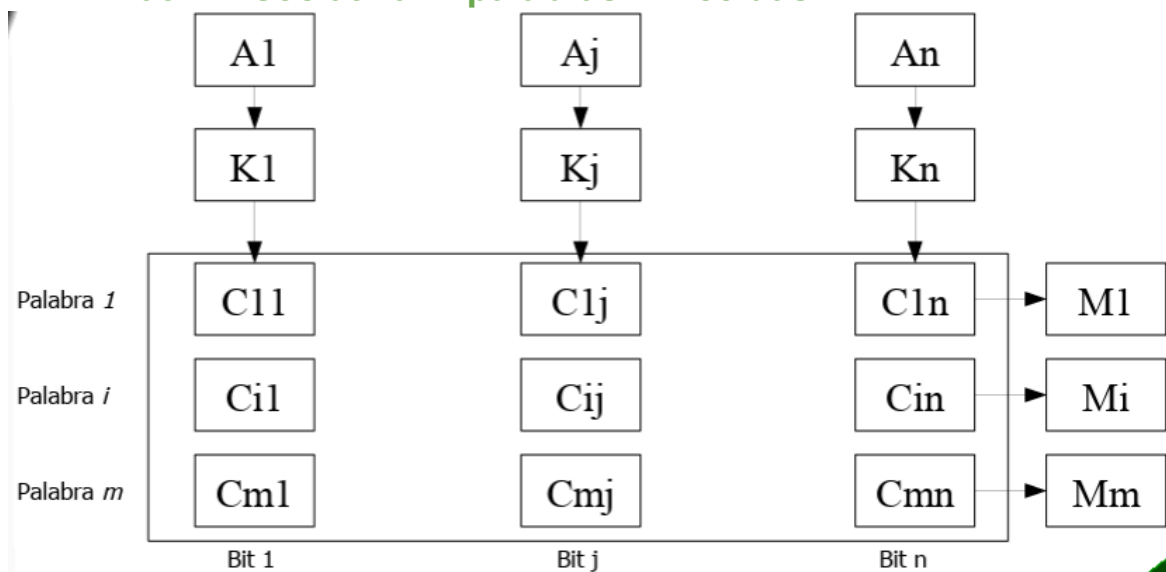 A1 Aj An
K1 Kj Kn
Palabra 1 C11 C1j C1n M1
Palabra i Ci1 Cij Cin Mi
Palabra m Cm1 Cmj Cmn Mm
Bit 1 Bit j Bit n